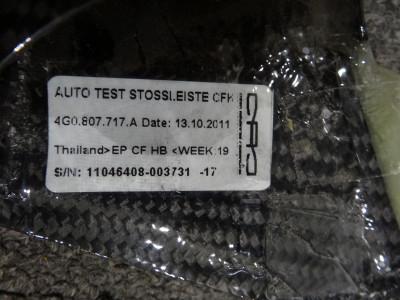 AUTO TEST STOSSLEISTE CFK
4G0.807.717.A Date: 13.10.2011
Thailand>EP CF HB <WEEK 19
S/N: 11046408-003731 -17